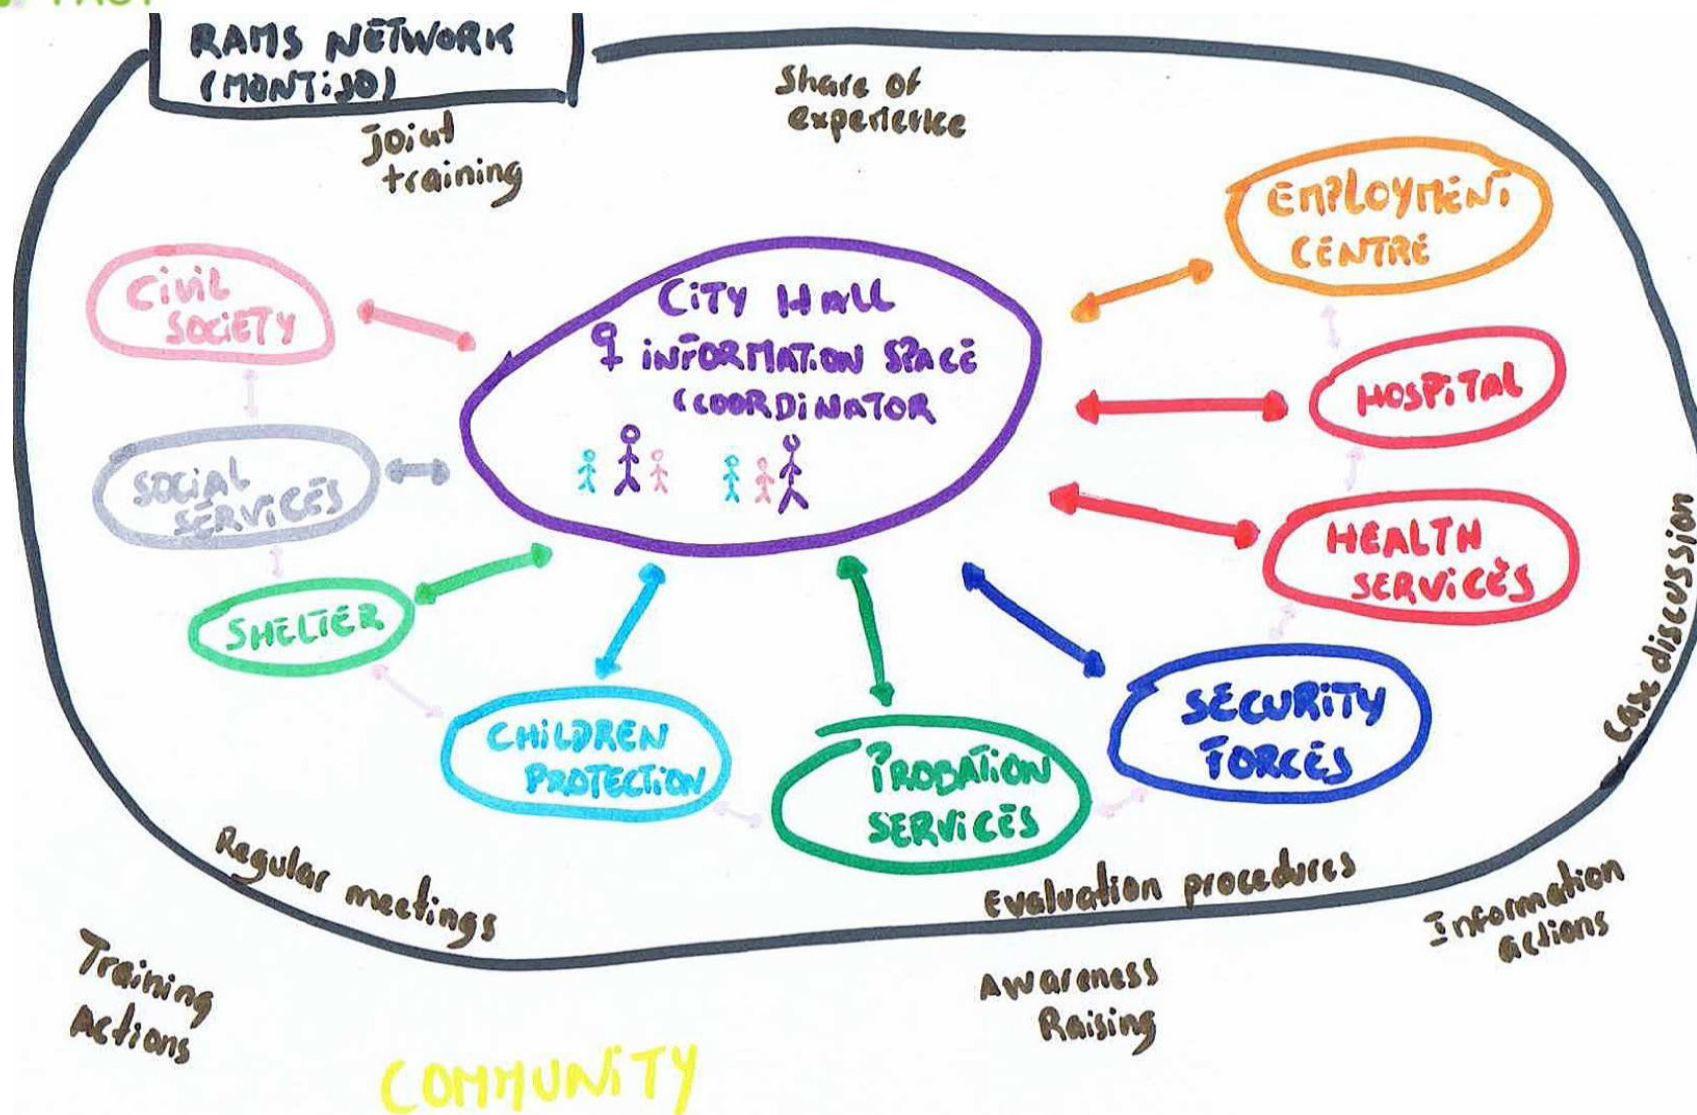 RAMS NETWORK
(MONTiJO)
Joint
training
Share of
experience
EMPLOYMENT
CENTRE
CiViL
SOCiETY
CiTY HALL
♀ iNFORMATiON SPACE
(COORDiNATOR
HOSPiTAL
SOCiAL
SERViCES
HEALTH
SERViCES
SHELTER
SECURiTY
FORCES
CHiLDREN
PROTECTiON
PROBATiON
SERViCES
Case discussion
Regular meetings
Evaluation procedures
Information
actions
Training
Actions
Awareness
Raising
COMMUNiTY